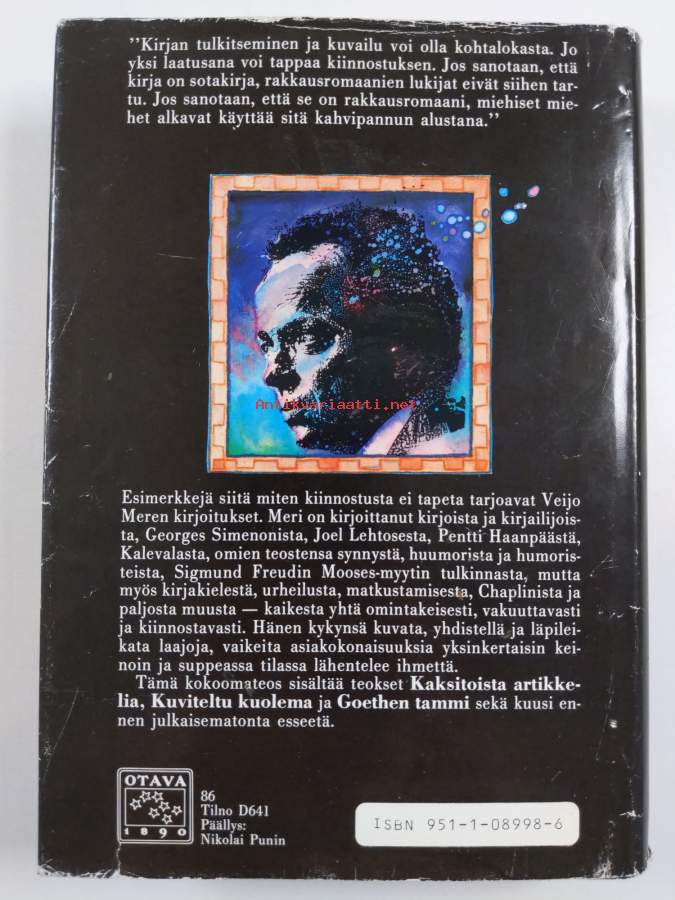 "Kirjan tulkitseminen ja kuvailu voi olla kohtalokasta. Jo
yksi laatusana voi tappaa kiinnostuksen. Jos sanotaan, että
kirja on sotakirja, rakkausromaanien lukijat eivät siihen tar-
tu. Jos sanotaan, että se on rakkausromaani, miehiset mie-
het alkavat käyttää sitä kahvipannun alustana."
Antikvariaatti.net
Esimerkkejä siitä miten kiinnostusta ei tapeta tarjoavat Veijo
Meren kirjoitukset. Meri on kirjoittanut kirjoista ja kirjailijois-
ta, Georges Simenonista, Joel Lehtosesta, Pentti Haanpäästä,
Kalevalasta, omien teostensa synnystä, huumorista ja humoris-
teista, Sigmund Freudin Mooses-myytin tulkinnasta, mutta
myös kirjakielestä, urheilusta, matkustamisesta, Chaplinista ja
paljosta muusta — kaikesta yhtä omintakeisesti, vakuuttavasti
ja kiinnostavasti. Hänen kykynsä kuvata, yhdistellä ja läpilei-
kata laajoja, vaikeita asiakokonaisuuksia yksinkertaisin kei-
noin ja suppeassa tilassa lähentelee ihmettä.
Tämä kokoomateos sisältää teokset Kaksitoista artikke-
lia, Kuviteltu kuolema ja Goethen tammi sekä kuusi en-
nen julkaisematonta esseetä.
OTAVA
1890
86
Tilno D641
Päällys:
Nikolai Punin
ISBN 951-1-08998-6